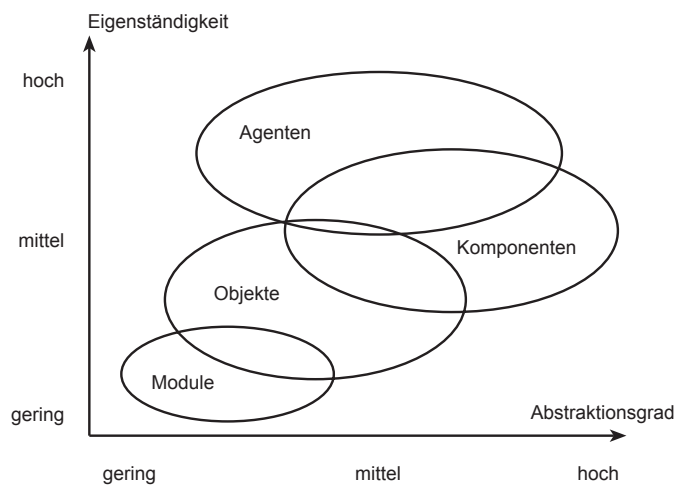 Eigenständigkeit
hoch
Agenten
mittel
Komponenten
Objekte
Module
gering
Abstraktionsgrad
gering
mittel
hoch